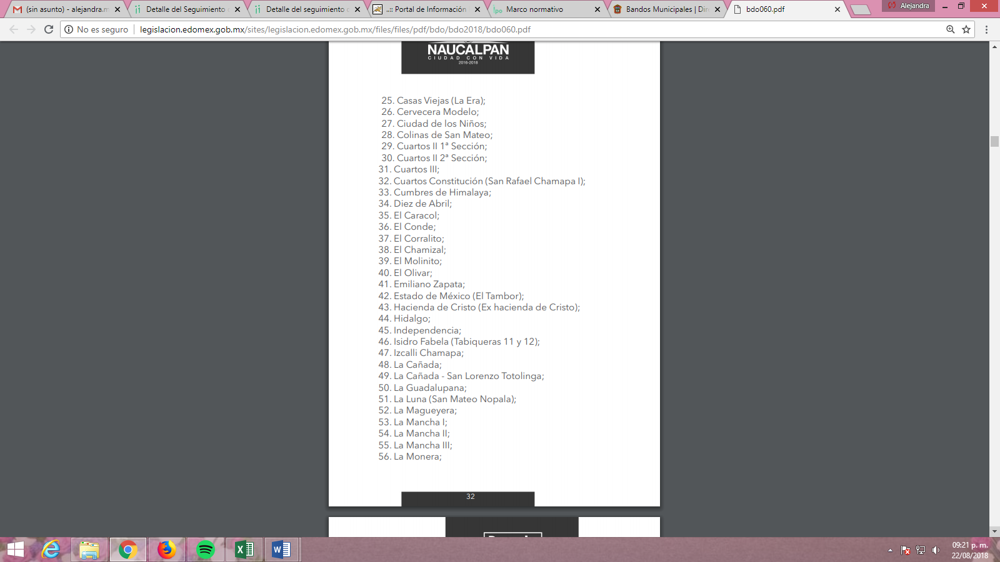 (sin asunto) - alejandra.m
Detalle del Seguimiento
Detalle del seguimiento
..:: Portal de Información
ipo Marco normativo
Bandos Municipales | Dir
bdo060.pdf
Alejandra
No es seguro
legislacion.edomex.gob.mx/sites/legislacion.edomex.gob.mx/files/files/pdf/bdo/bdo2018/bdo060.pdf
NAUCALPAN
CIUDAD CON VIDA
2016-2018
25. Casas Viejas (La Era);
26. Cervecera Modelo;
27. Ciudad de los Niños;
28. Colinas de San Mateo;
29. Cuartos II 1ª Sección;
30. Cuartos II 2ª Sección;
31. Cuartos III;
32. Cuartos Constitución (San Rafael Chamapa I);
33. Cumbres de Himalaya;
34. Diez de Abril;
35. El Caracol;
36. El Conde;
37. El Corralito;
38. El Chamizal;
39. El Molinito;
40. El Olivar;
41. Emiliano Zapata;
42. Estado de México (El Tambor);
43. Hacienda de Cristo (Ex hacienda de Cristo);
44. Hidalgo;
45. Independencia;
46. Isidro Fabela (Tabiqueras 11 y 12);
47. Izcalli Chamapa;
48. La Cañada;
49. La Cañada - San Lorenzo Totolinga;
50. La Guadalupana;
51. La Luna (San Mateo Nopala);
52. La Magueyera;
53. La Mancha I;
54. La Mancha II;
55. La Mancha III;
56. La Monera;
32
09:21 p. m.
22/08/2018